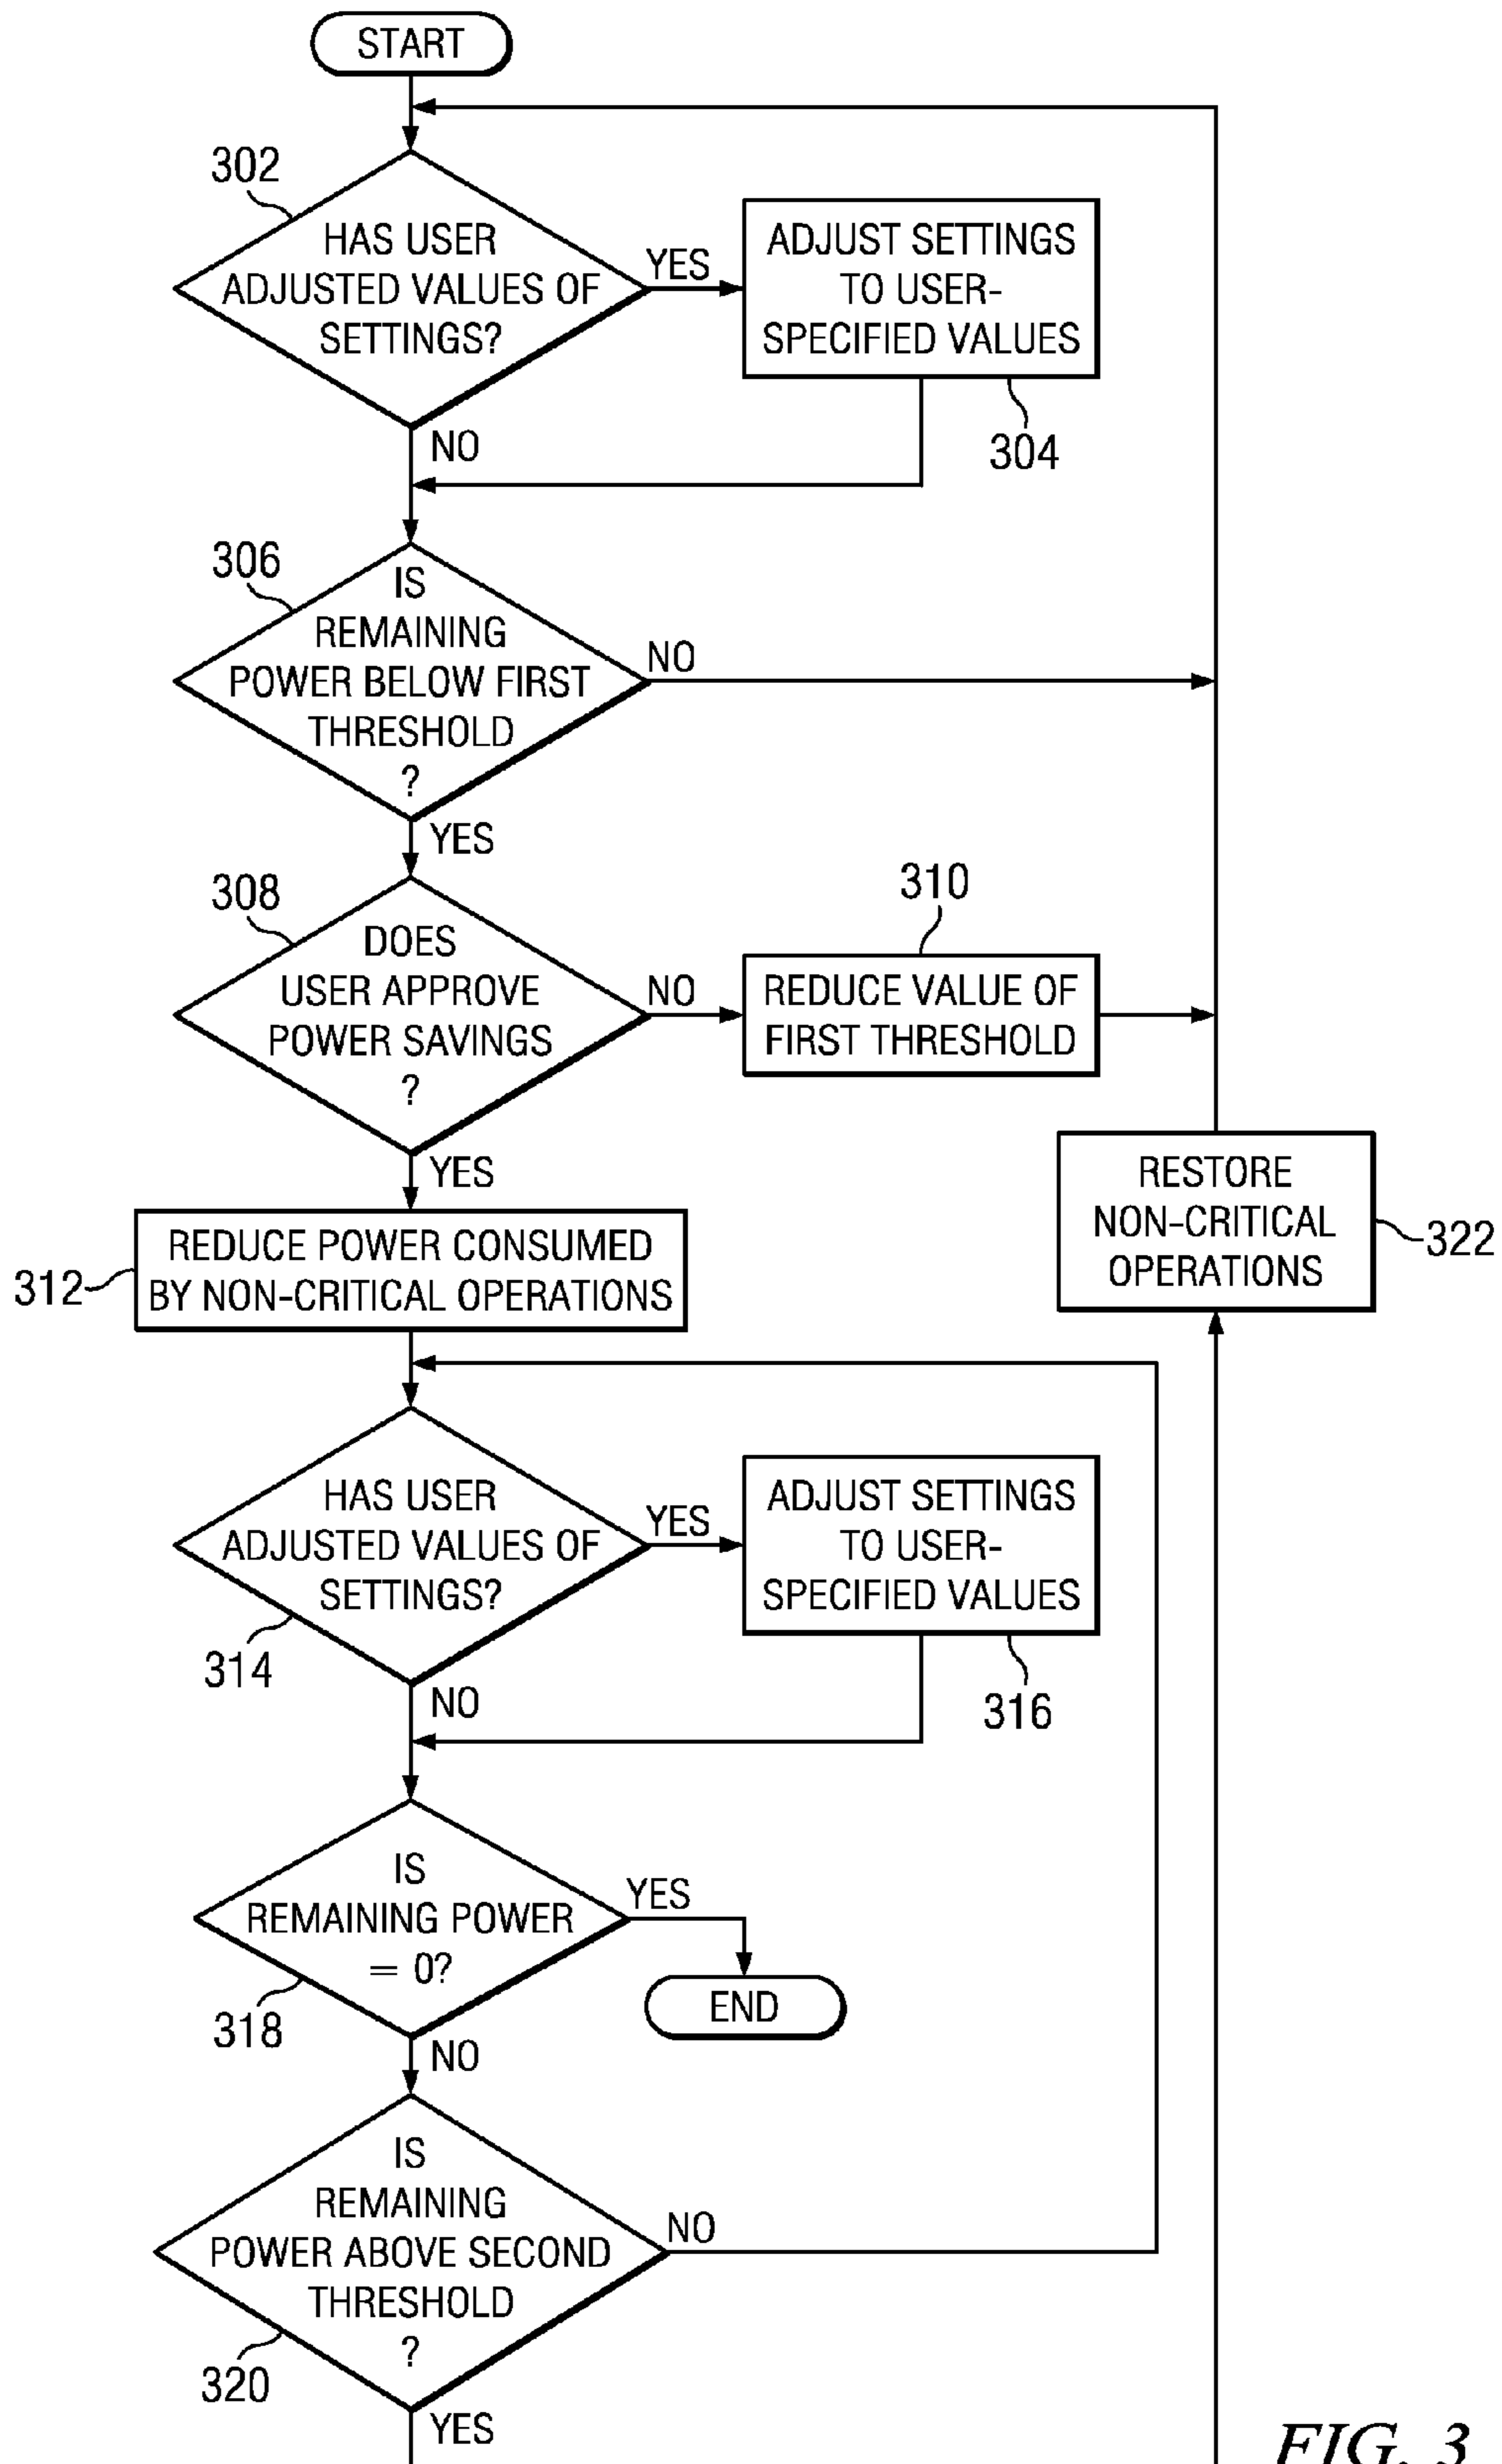 START
302
HAS USER
ADJUSTED VALUES OF
SETTINGS?
YES
ADJUST SETTINGS
TO USER-
SPECIFIED VALUES
304
NO
306
IS
REMAINING
POWER BELOW FIRST
THRESHOLD
?
NO
YES
308
DOES
USER APPROVE
POWER SAVINGS
?
NO
310
REDUCE VALUE OF
FIRST THRESHOLD
YES
312
REDUCE POWER CONSUMED
BY NON-CRITICAL OPERATIONS
RESTORE
NON-CRITICAL
OPERATIONS
322
HAS USER
ADJUSTED VALUES OF
SETTINGS?
314
YES
ADJUST SETTINGS
TO USER-
SPECIFIED VALUES
316
NO
IS
REMAINING POWER
= 0?
318
YES
END
NO
IS
REMAINING
POWER ABOVE SECOND
THRESHOLD
?
320
NO
YES
FIG. 3